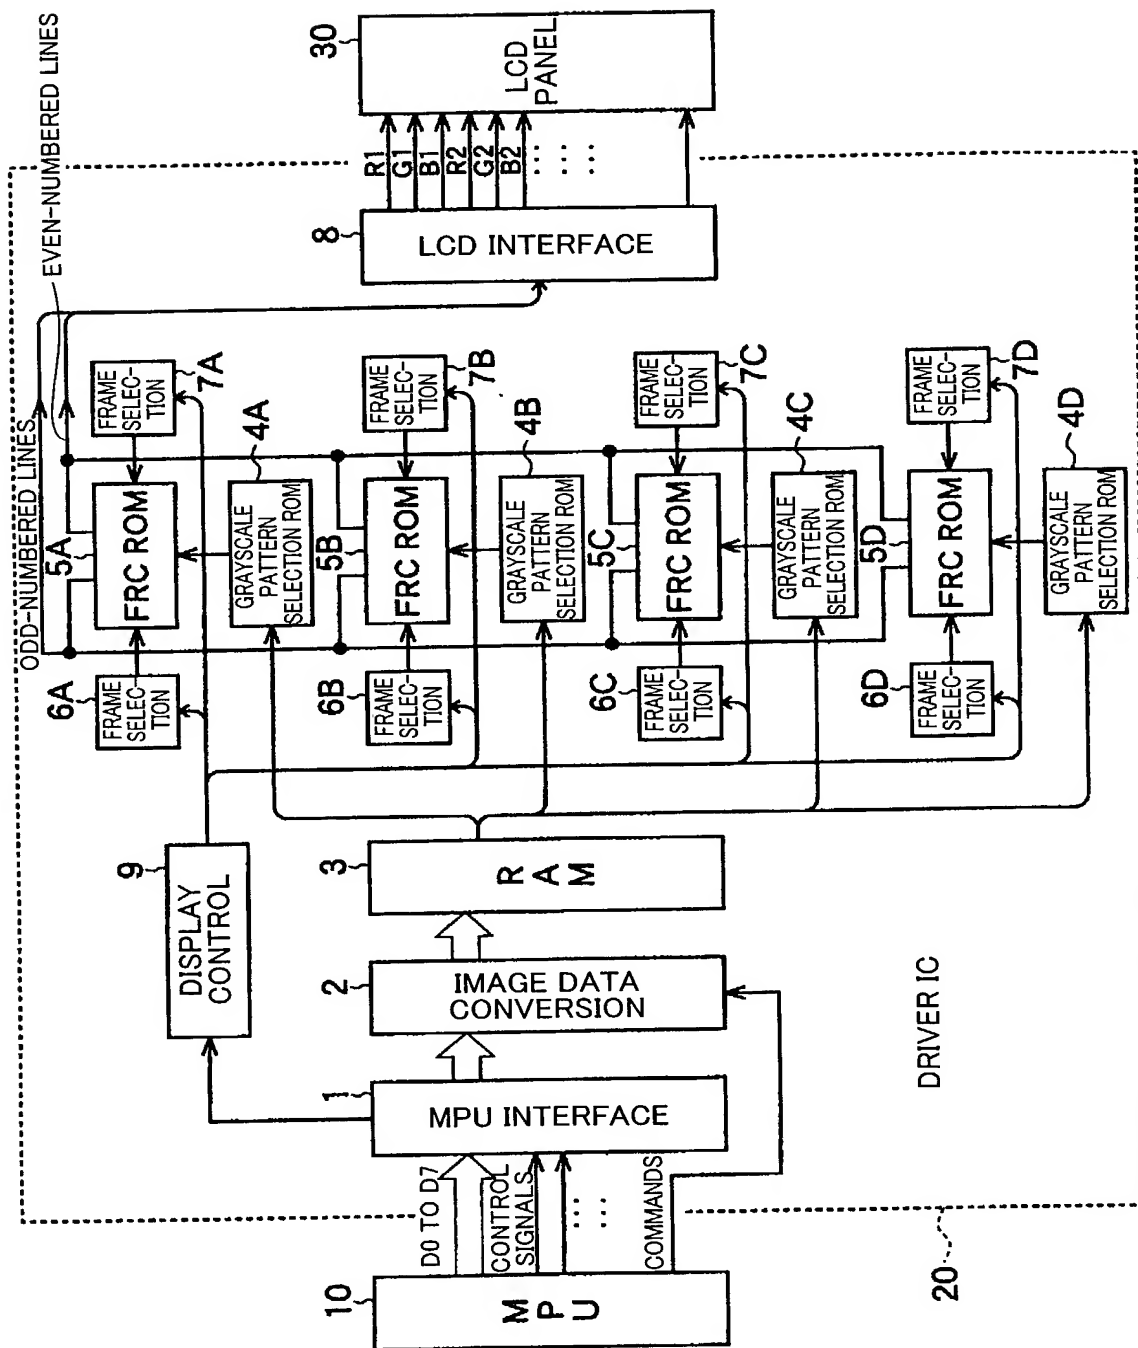 10
M P U
D0 TO D7
CONTROL
SIGNALS
COMMANDS
20
DRIVER IC
1
MPU INTERFACE
2
IMAGE DATA
CONVERSION
3
R A M
9
DISPLAY
CONTROL
ODD-NUMBERED LINES
EVEN-NUMBERED LINES
6A
FRAME
SELEC-
TION
5A
FRC ROM
7A
FRAME
SELEC-
TION
4A
GRAYSCALE
PATTERN
SELECTION ROM
6B
FRAME
SELEC-
TION
5B
FRC ROM
7B
FRAME
SELEC-
TION
4B
GRAYSCALE
PATTERN
SELECTION ROM
6C
FRAME
SELEC-
TION
5C
FRC ROM
7C
FRAME
SELEC-
TION
4C
GRAYSCALE
PATTERN
SELECTION ROM
6D
FRAME
SELEC-
TION
5D
FRC ROM
7D
FRAME
SELEC-
TION
4D
GRAYSCALE
PATTERN
SELECTION ROM
8
LCD INTERFACE
R1
G1
B1
R2
G2
B2
30
LCD
PANEL